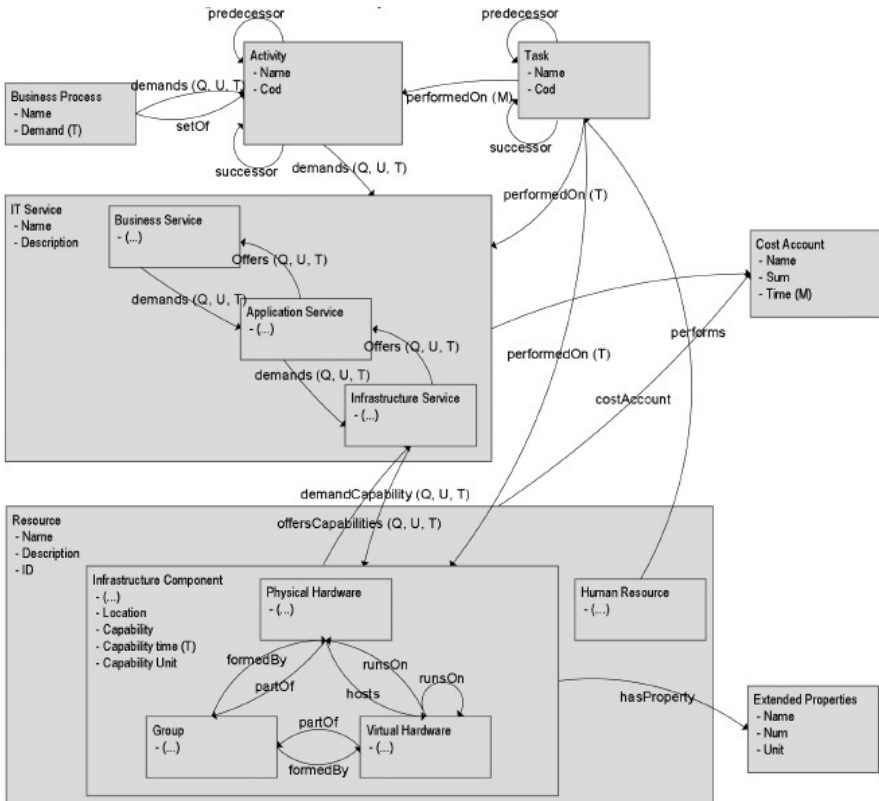 predecessor
predecessor
Activity
- Name
- Cod
Task
- Name
- Cod
demands (Q, U, T)
performedOn (M)
Business Process
- Name
- Demand (T)
setOf
successor
successor
demands (Q, U, T)
performedOn (T)
IT Service
- Name
- Description
Business Service
- (...)
Offers (Q, U, T)
demands (Q, U, T)
Application Service
- (...)
Offers (Q, U, T)
demands (Q, U, T)
Infrastructure Service
- (...)
Cost Account
- Name
- Sum
- Time (M)
performs
performedOn (T)
costAccount
demandCapability (Q, U, T)
offersCapabilities (Q, U, T)
Resource
- Name
- Description
- ID
Infrastructure Component
- (...)
- Location
- Capability
- Capability time (T)
- Capability Unit
Physical Hardware
- (...)
Human Resource
- (...)
formedBy
runsOn
partOf
hosts
runsOn
hasProperty
Group
- (...)
partOf
formedBy
Virtual Hardware
- (...)
Extended Properties
- Name
- Num
- Unit